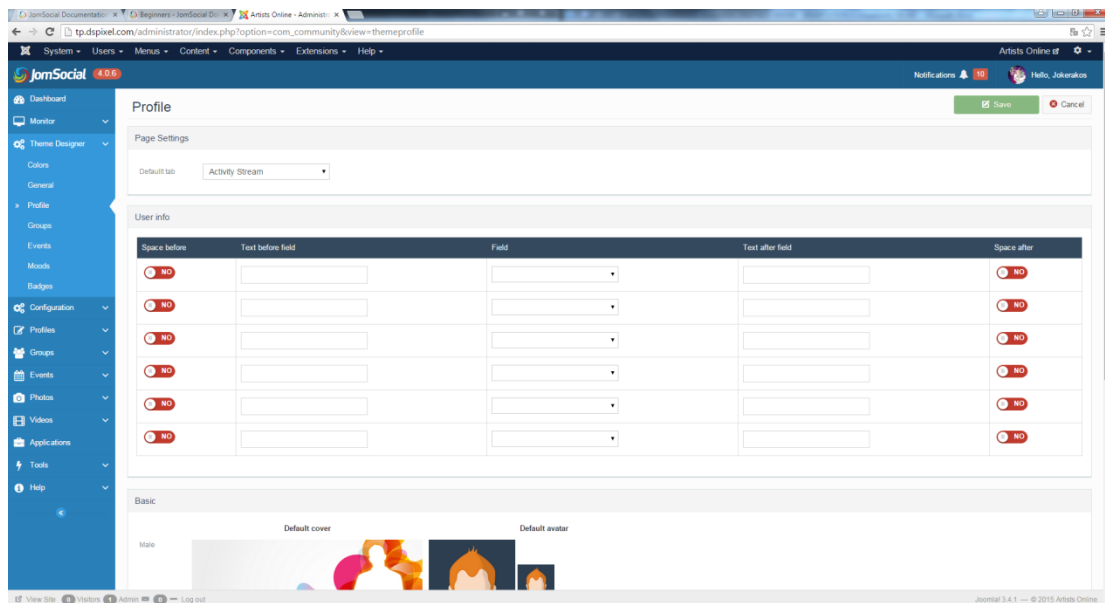 JomSocial Documentation
Beginners - JomSocial Do
Artists Online - Administ
tp.dspixel.com/administrator/index.php?option=com_community&view=themeprofile
System Users Menus Content Components Extensions Help Artists Online
JomSocial 4.0.6 Notifications 10 Hello, Jokerakos
Dashboard
Monitor
Theme Designer
Colors
General
» Profile
Groups
Events
Moods
Badges
Configuration
Profiles
Groups
Events
Photos
Videos
Applications
Tools
Help
Profile Save Cancel
Page Settings
Default tab Activity Stream
User info
Space before Text before field Field Text after field Space after
NO NO
NO NO
NO NO
NO NO
NO NO
NO NO
Basic
Default cover Default avatar
Male
View Site 0 Visitors 1 Admin 0 Log out Joomla! 3.4.1 — © 2015 Artists Online